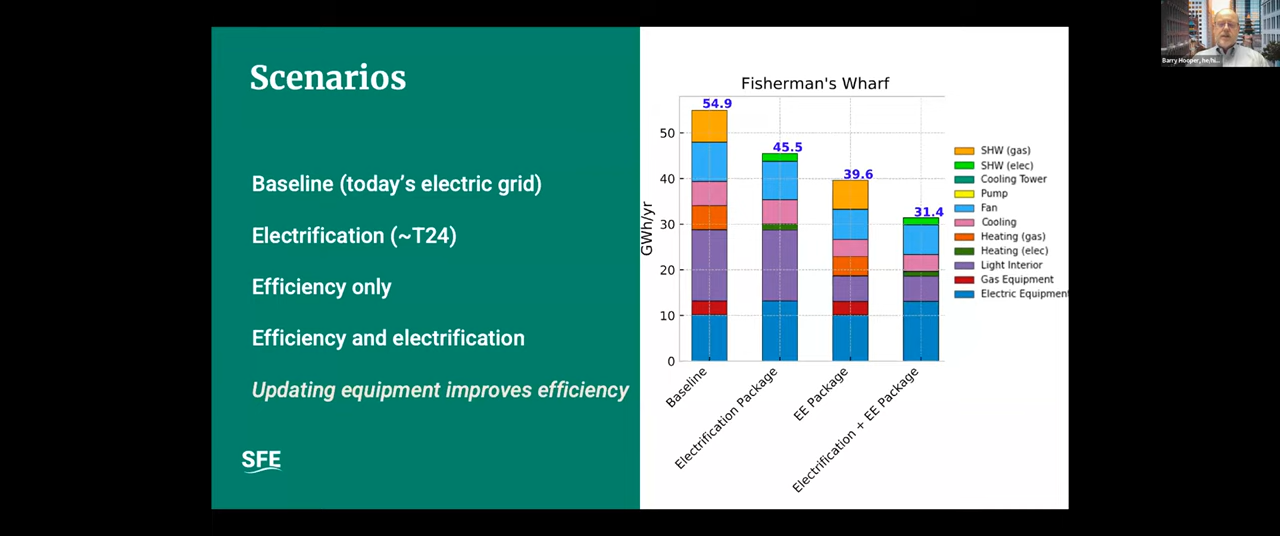 Scenarios
Baseline (today's electric grid)
Electrification (~T24)
Efficiency only
Efficiency and electrification
Updating equipment improves efficiency
SFE
Fisherman's Wharf
54.9
45.5
39.6
31.4
GWh/yr
50
40
30
20
10
0
Baseline
Electrification Package
EE Package
Electrification + EE Package
SHW (gas)
SHW (elec)
Cooling Tower
Pump
Fan
Cooling
Heating (gas)
Heating (elec)
Light Interior
Gas Equipment
Electric Equipment
Barry Hooper, he/hi...